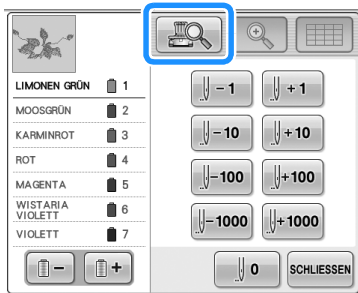 LIMONEN GRÜN 1
MOOSGRÜN 2
KARMINROT 3
ROT 4
MAGENTA 5
WISTARIA
VIOLETT 6
VIOLETT 7
− +
−1 +1
−10 +10
−100 +100
−1000 +1000
0 SCHLIESSEN